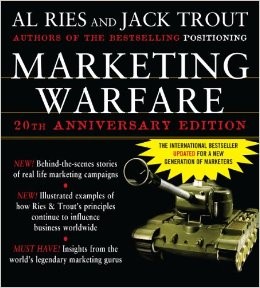 AL RIES AND JACK TROUT
AUTHORS OF THE BESTSELLING POSITIONING
MARKETING
WARFARE
20TH ANNIVERSARY EDITION
THE INTERNATIONAL BESTSELLER
UPDATED FOR A NEW
GENERATION OF MARKETERS
NEW! Behind-the-scenes stories
of real life marketing campaigns
NEW! Illustrated examples of
how Ries & Trout's principles
continue to influence
business worldwide
MUST HAVE! Insights from the
world's legendary marketing gurus